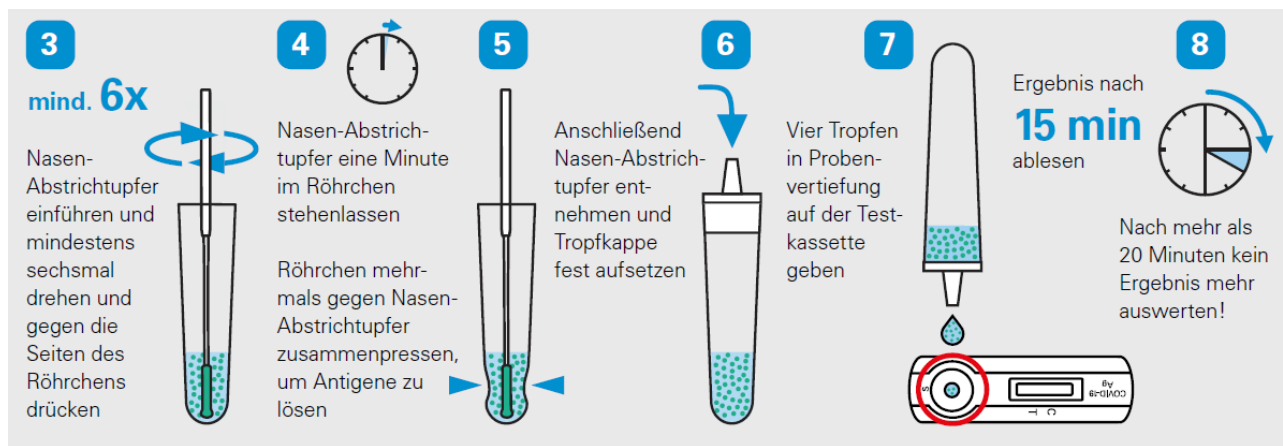 3
mind. 6x
Nasen-
Abstrichtupfer
einführen und
mindestens
sechsmal
drehen und
gegen die
Seiten des
Röhrchens
drücken
4
Nasen-Abstrich-
tupfer eine Minute
im Röhrchen
stehenlassen
Röhrchen mehr-
mals gegen Nasen-
Abstrichtupfer
zusammenpressen,
um Antigene zu
lösen
5
6
Anschließend
Nasen-Abstrich-
tupfer ent-
nehmen und
Tropfkappe
fest aufsetzen
7
Vier Tropfen
in Proben-
vertiefung
auf der Test-
kassette
geben
S
C
T
COVID-19
Ag
8
Ergebnis nach
15 min
ablesen
Nach mehr als
20 Minuten kein
Ergebnis mehr
auswerten!